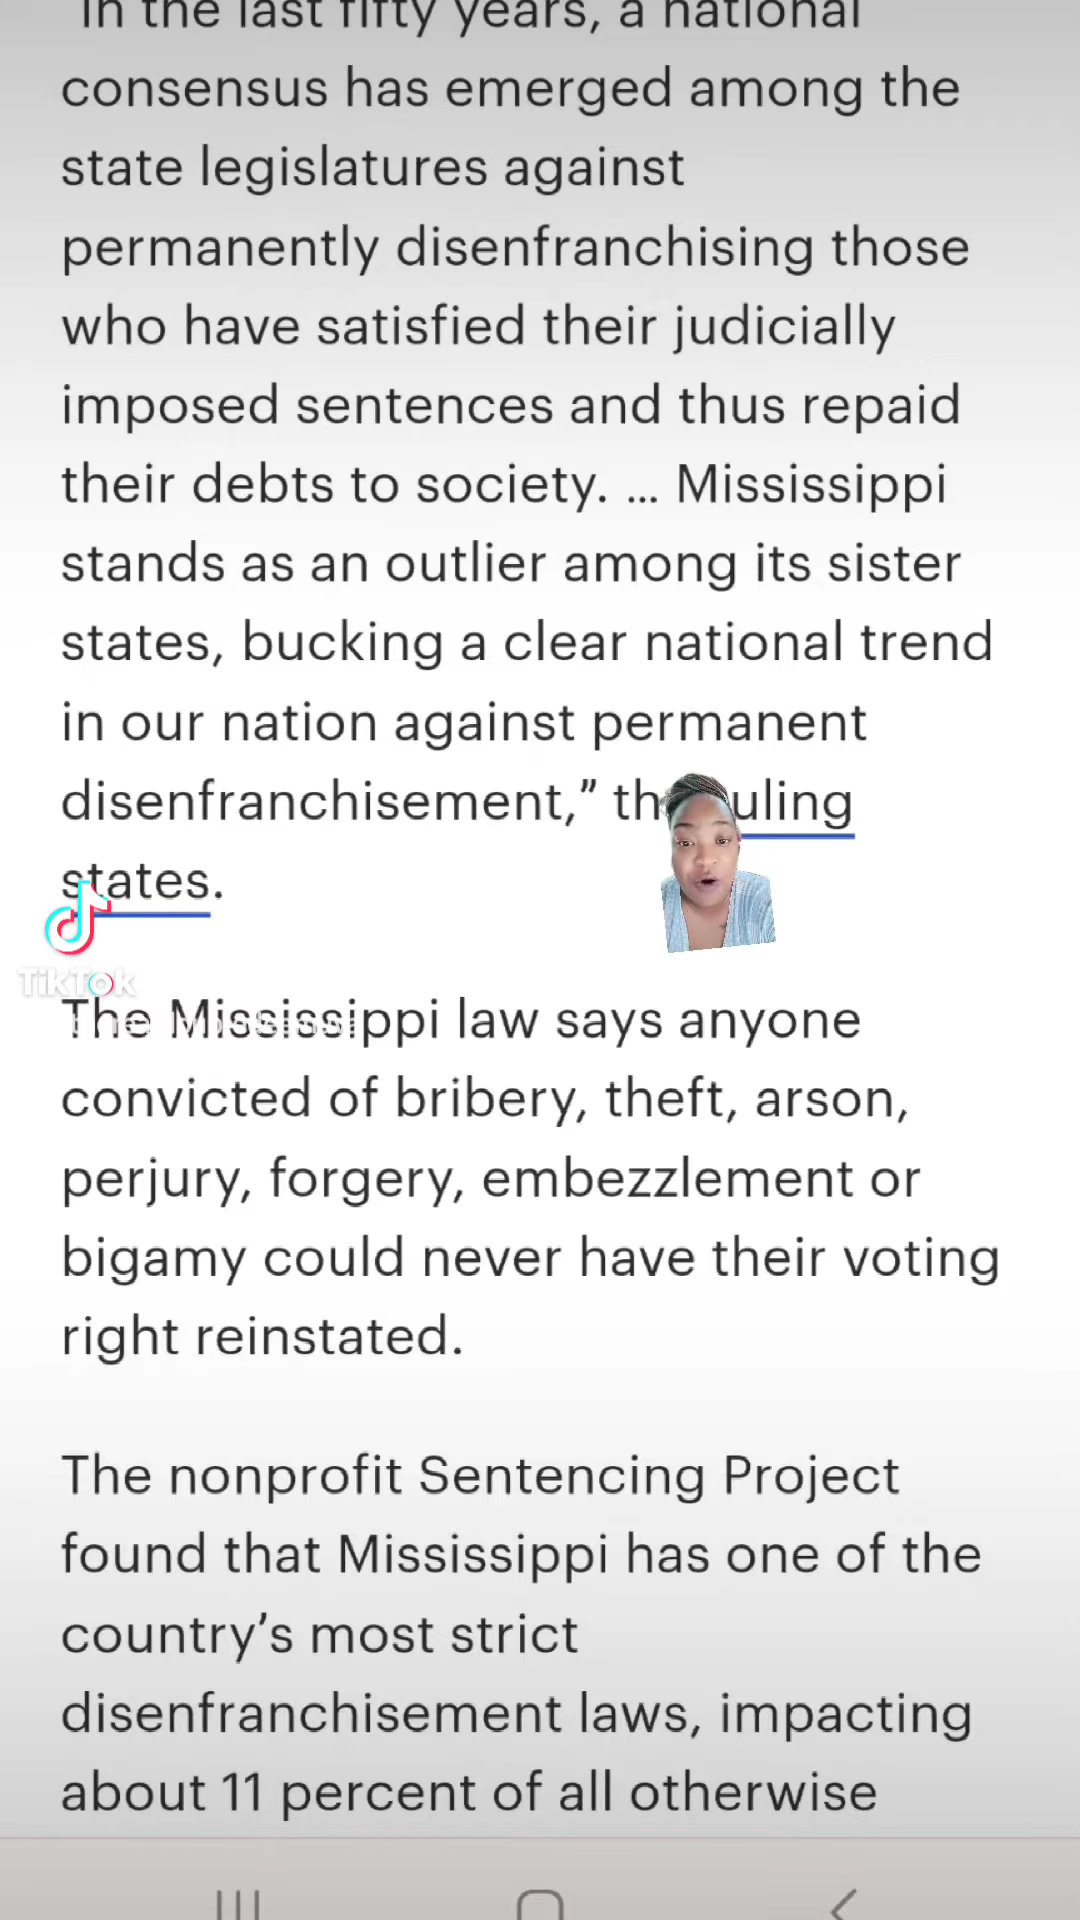 "In the last fifty years, a national
consensus has emerged among the
state legislatures against
permanently disenfranchising those
who have satisfied their judicially
imposed sentences and thus repaid
their debts to society. ... Mississippi
stands as an outlier among its sister
states, bucking a clear national trend
in our nation against permanent
disenfranchisement,”
states.
TikTok
The Mississippi law says anyone
convicted of bribery, theft, arson,
perjury, forgery, embezzlement or
bigamy could never have their voting
right reinstated.
The nonprofit Sentencing Project
found that Mississippi has one of the
country’s most strict
disenfranchisement laws, impacting
about 11 percent of all otherwise